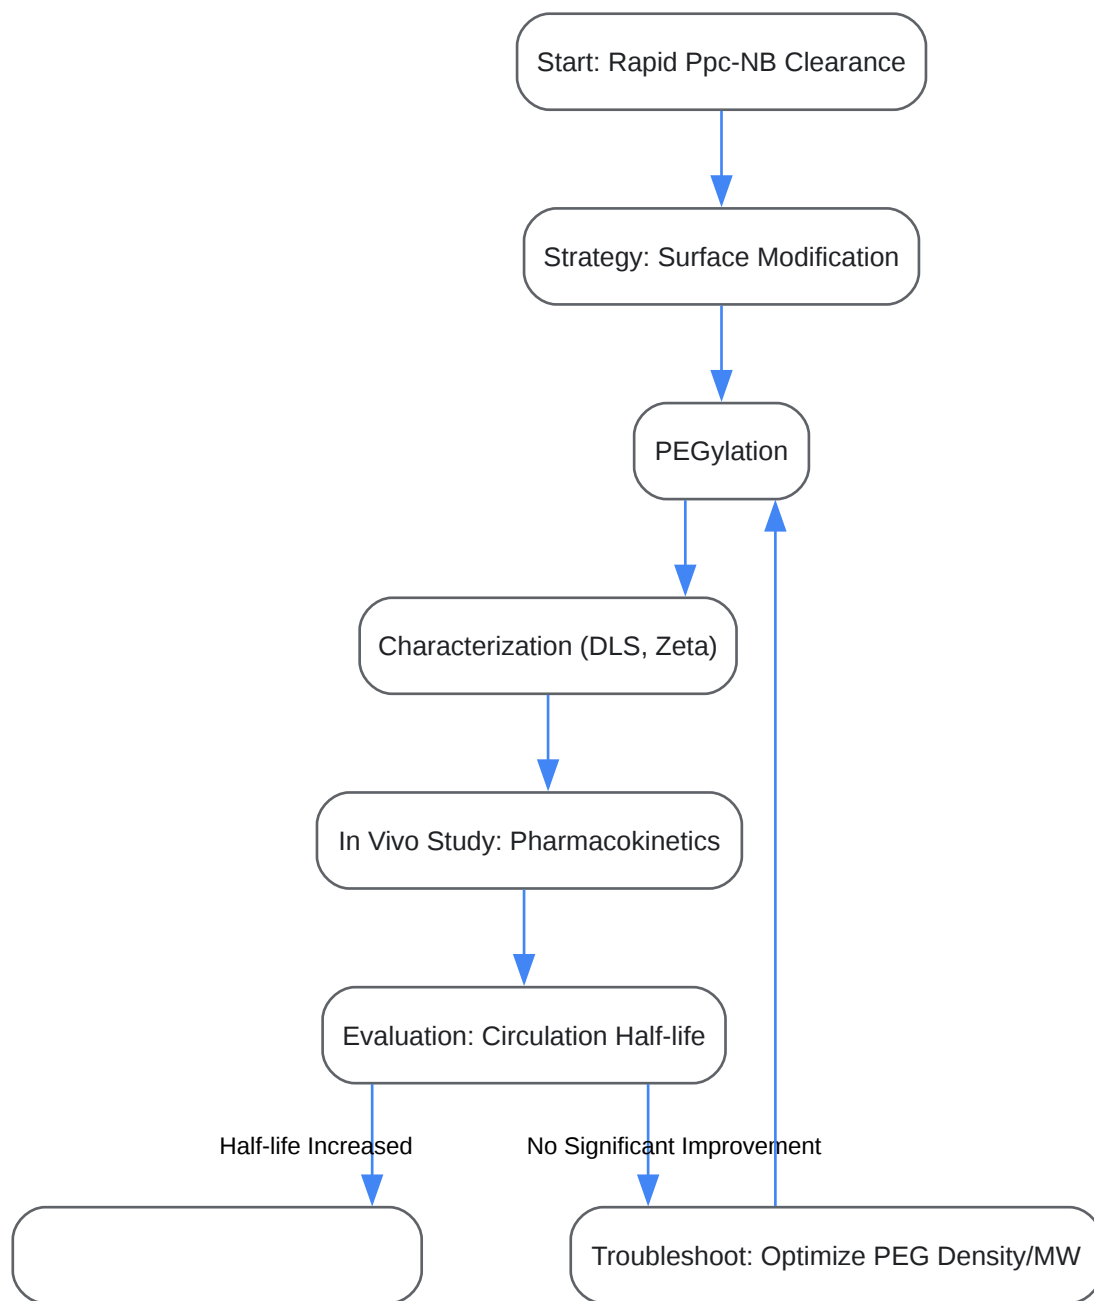 Start: Rapid Ppc-NB Clearance
Strategy: Surface Modification
PEGylation
Characterization (DLS, Zeta)
In Vivo Study: Pharmacokinetics
Evaluation: Circulation Half-life
Half-life Increased
No Significant Improvement
Troubleshoot: Optimize PEG Density/MW